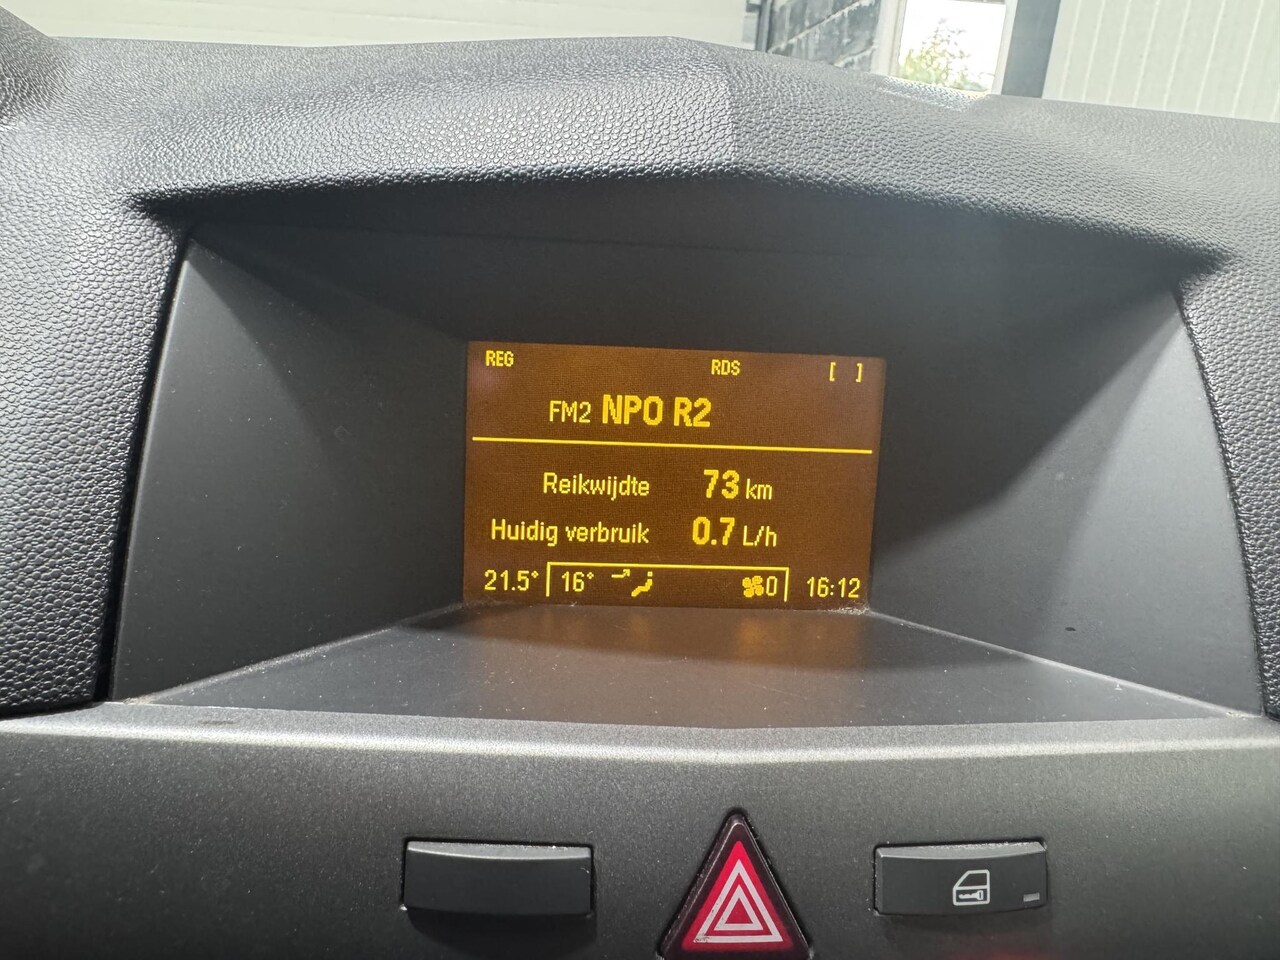 REG RDS [ ]
FM2 NPO R2
Reikwijdte 73 km
Huidig verbruik 0.7 L/h
21.5° 16° 0 16:12